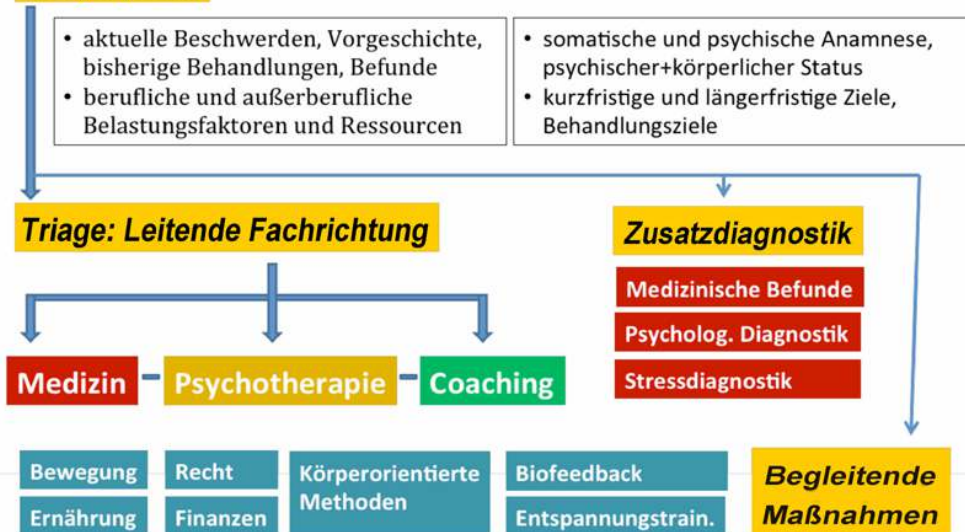 • aktuelle Beschwerden, Vorgeschichte,
bisherige Behandlungen, Befunde
• berufliche und außerberufliche
Belastungsfaktoren und Ressourcen
• somatische und psychische Anamnese,
psychischer+körperlicher Status
• kurzfristige und längerfristige Ziele,
Behandlungsziele
Triage: Leitende Fachrichtung
Zusatzdiagnostik
Medizinische Befunde
Psycholog. Diagnostik
Stressdiagnostik
Medizin
Psychotherapie
Coaching
Bewegung
Recht
Körperorientierte
Methoden
Biofeedback
Ernährung
Finanzen
Entspannungstrain.
Begleitende
Maßnahmen